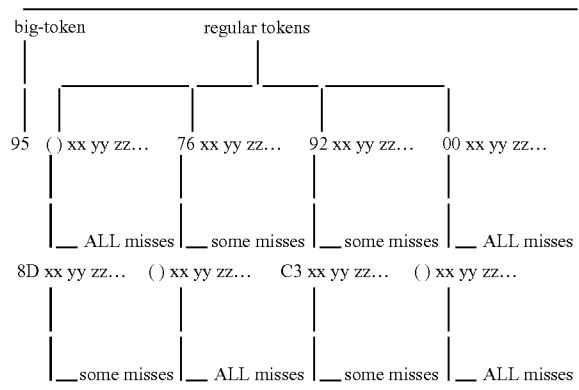 big-token regular tokens
95 ( ) xx yy zz… 76 xx yy zz… 92 xx yy zz… 00 xx yy zz…
ALL misses some misses some misses ALL misses
8D xx yy zz… ( ) xx yy zz… C3 xx yy zz… ( ) xx yy zz…
some misses ALL misses some misses ALL misses